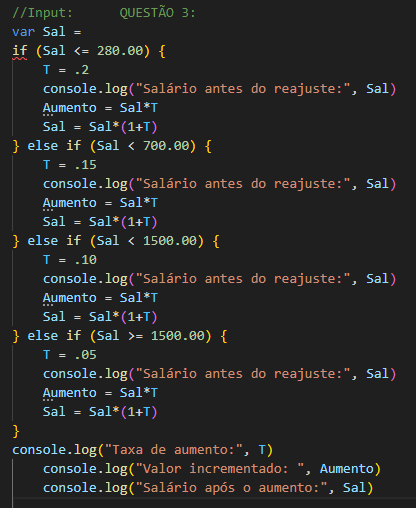 //Input:      QUESTÃO 3:
var Sal =
if (Sal <= 280.00) {
    T = .2
    console.log("Salário antes do reajuste:", Sal)
    Aumento = Sal*T
    Sal = Sal*(1+T)
} else if (Sal < 700.00) {
    T = .15
    console.log("Salário antes do reajuste:", Sal)
    Aumento = Sal*T
    Sal = Sal*(1+T)
} else if (Sal < 1500.00) {
    T = .10
    console.log("Salário antes do reajuste:", Sal)
    Aumento = Sal*T
    Sal = Sal*(1+T)
} else if (Sal >= 1500.00) {
    T = .05
    console.log("Salário antes do reajuste:", Sal)
    Aumento = Sal*T
    Sal = Sal*(1+T)
}
console.log("Taxa de aumento:", T)
    console.log("Valor incrementado: ", Aumento)
    console.log("Salário após o aumento:", Sal)